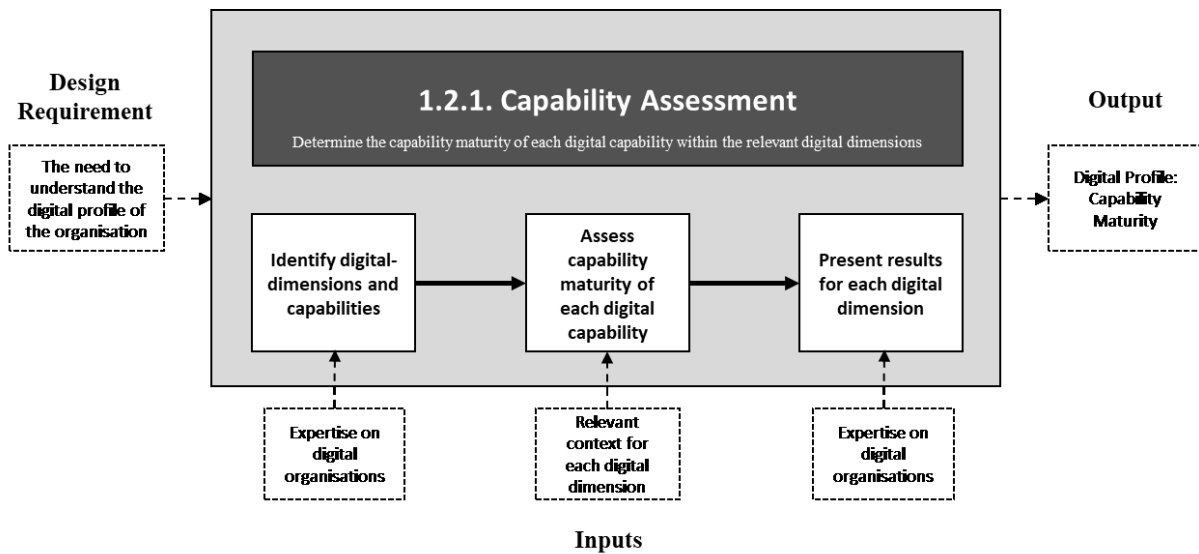 Design
Requirement
The need to
understand the
digital profile of
the organisation
1.2.1. Capability Assessment
Determine the capability maturity of each digital capability within the relevant digital dimensions
Identify digital-
dimensions and
capabilities
Assess
capability
maturity of
each digital
capability
Present results
for each digital
dimension
Output
Digital Profile:
Capability
Maturity
Expertise on
digital
organisations
Relevant
context for
each digital
dimension
Expertise on
digital
organisations
Inputs